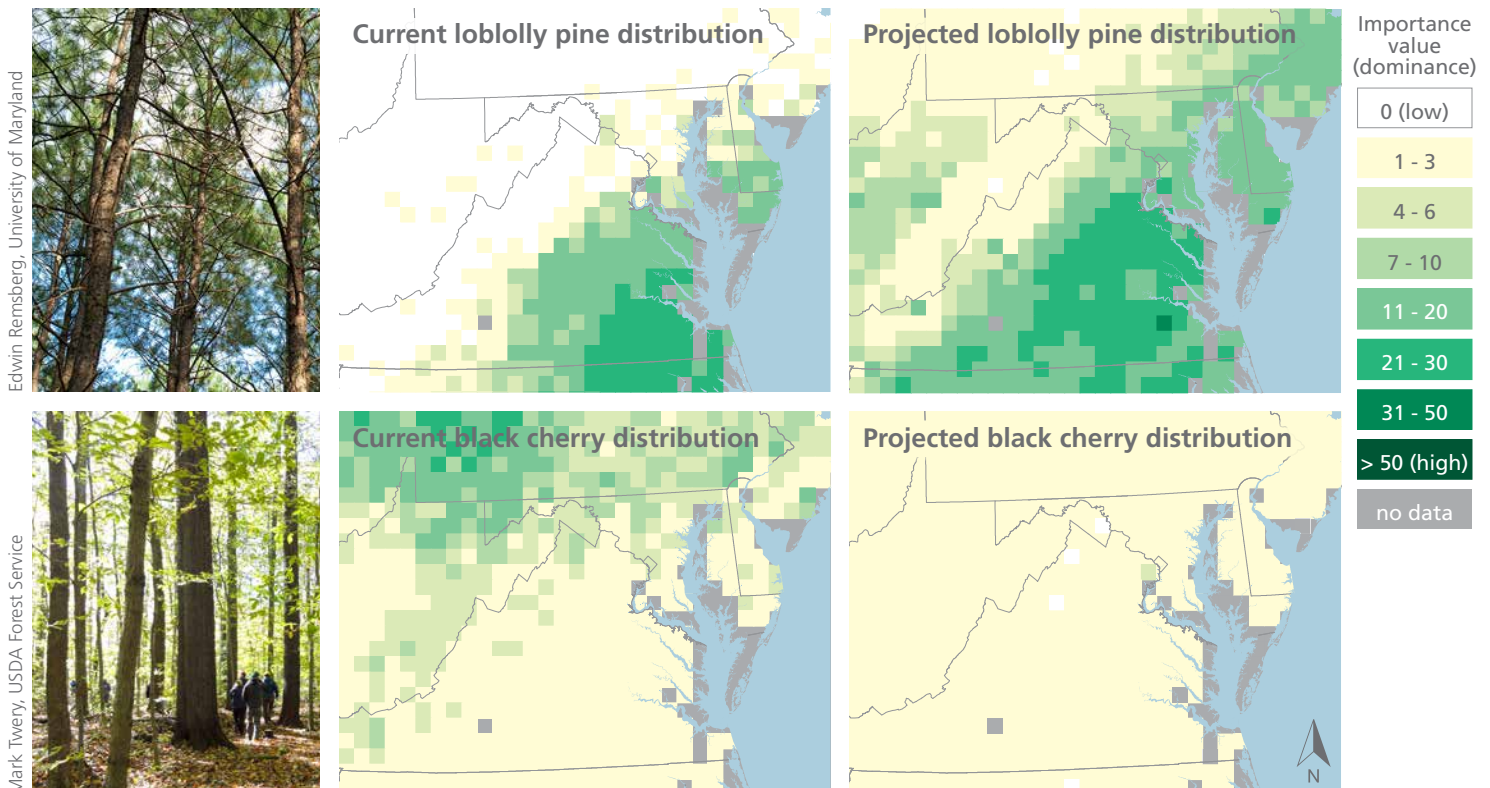 Edwin Remsberg, University of Maryland
Current loblolly pine distribution
Projected loblolly pine distribution
Importance
value
(dominance)
0 (low)
1 - 3
4 - 6
7 - 10
11 - 20
21 - 30
31 - 50
> 50 (high)
no data
Mark Twery, USDA Forest Service
Current black cherry distribution
Projected black cherry distribution
N